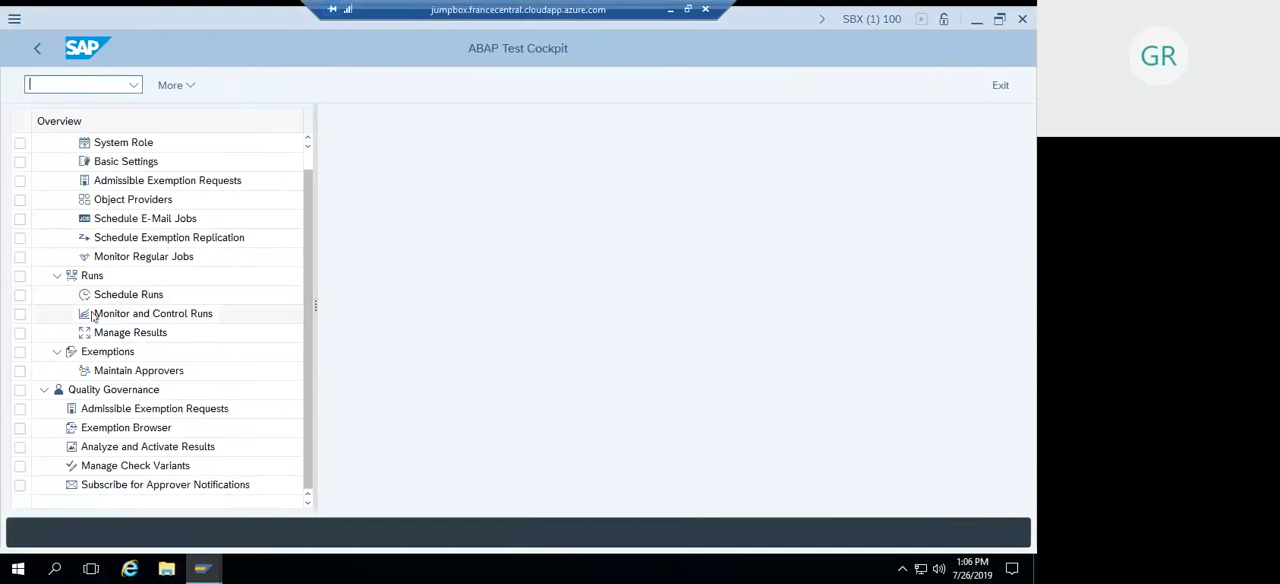 jumpbox.francecentral.cloudapp.azure.com
SBX (1) 100
SAP
ABAP Test Cockpit
More
Exit
GR
Overview
System Role
Basic Settings
Admissible Exemption Requests
Object Providers
Schedule E-Mail Jobs
Schedule Exemption Replication
Monitor Regular Jobs
Runs
Schedule Runs
Monitor and Control Runs
Manage Results
Exemptions
Maintain Approvers
Quality Governance
Admissible Exemption Requests
Exemption Browser
Analyze and Activate Results
Manage Check Variants
Subscribe for Approver Notifications
1:06 PM
7/26/2019